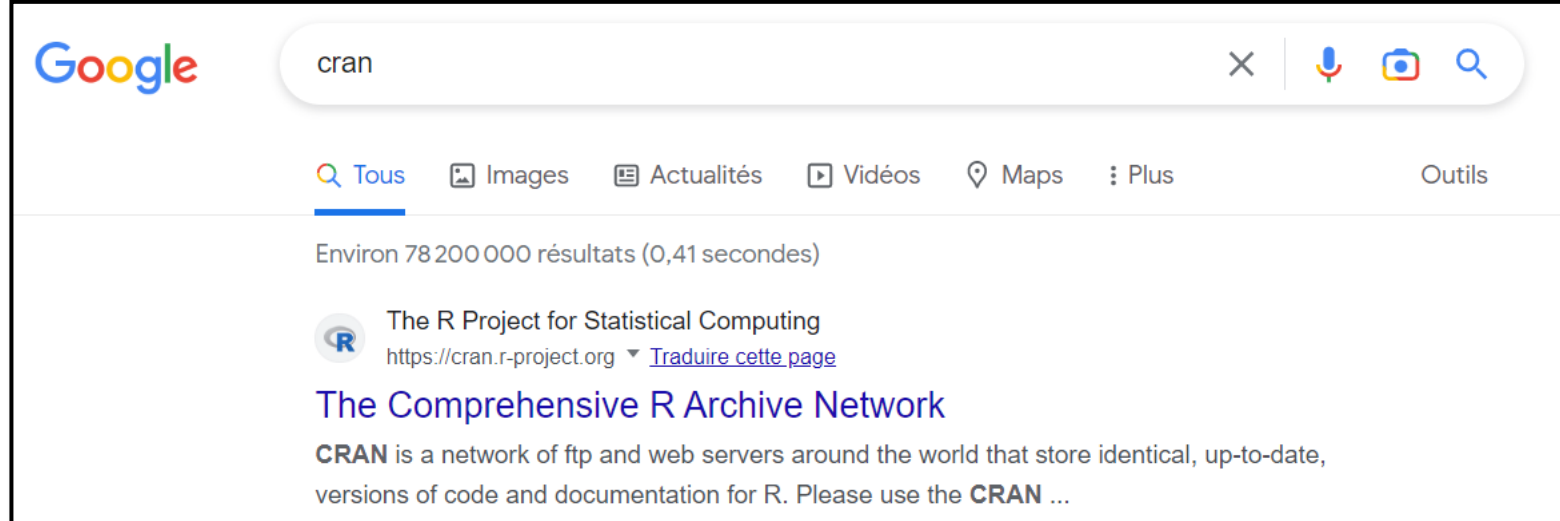 Google cran
Tous Images Actualités Vidéos Maps Plus Outils
Environ 78 200 000 résultats (0,41 secondes)
R The R Project for Statistical Computing
https://cran.r-project.org Traduire cette page
The Comprehensive R Archive Network
CRAN is a network of ftp and web servers around the world that store identical, up-to-date,
versions of code and documentation for R. Please use the CRAN ...